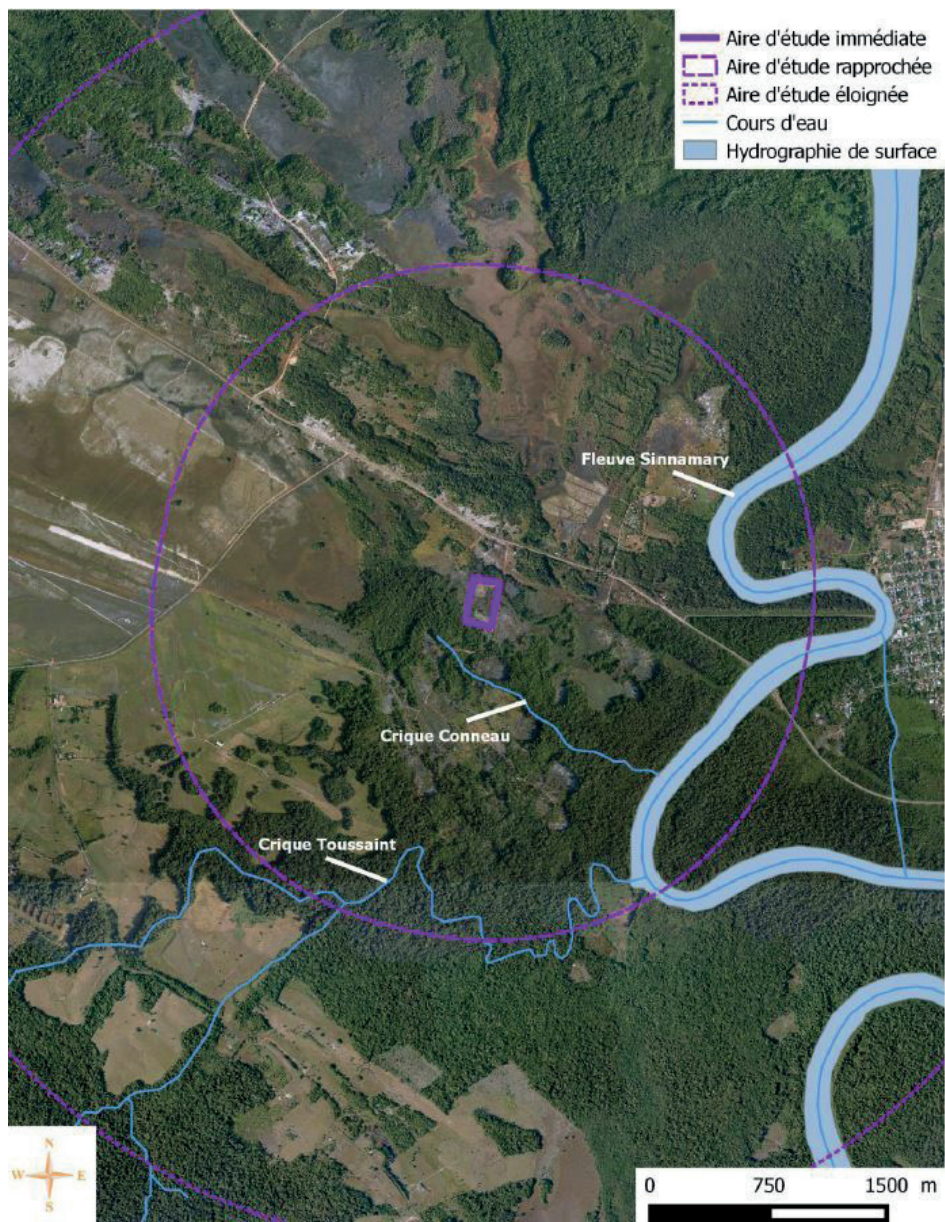 Aire d'étude immédiate
Aire d'étude rapprochée
Aire d'étude éloignée
Cours d'eau
Hydrographie de surface
Fleuve Sinnamary
Crique Conneau
Crique Toussaint
N
W E
S
0 750 1500 m